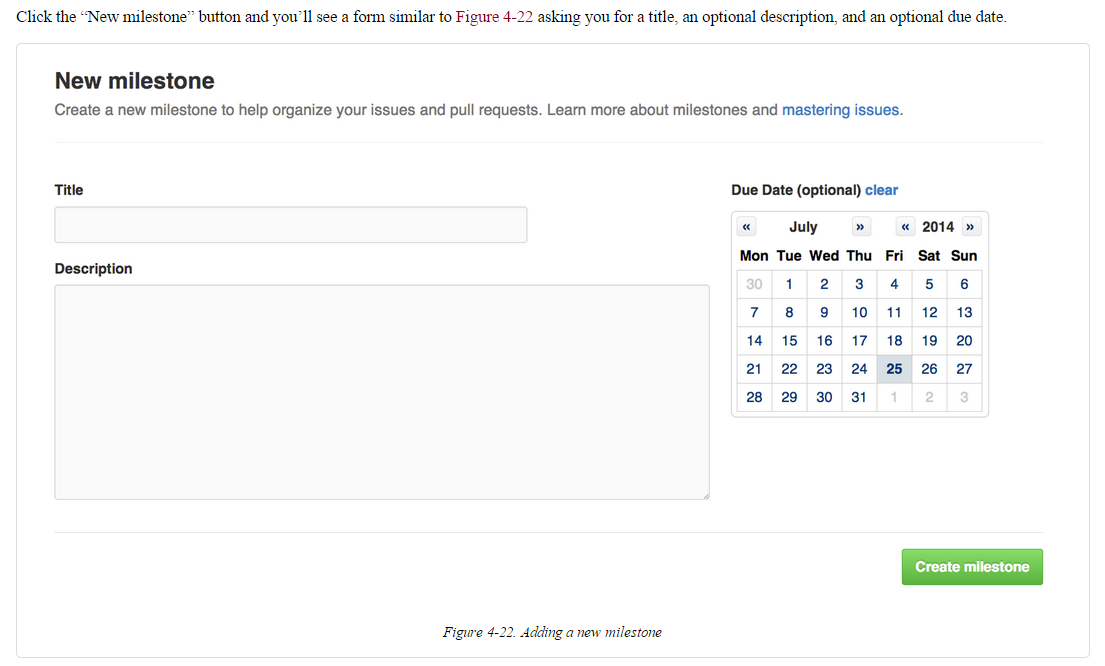 Click the “New milestone” button and you’ll see a form similar to Figure 4-22 asking you for a title, an optional description, and an optional due date.
New milestone
Create a new milestone to help organize your issues and pull requests. Learn more about milestones and mastering issues.
Title
Due Date (optional) clear
« July » « 2014 »
Mon Tue Wed Thu Fri Sat Sun
30 1 2 3 4 5 6
7 8 9 10 11 12 13
14 15 16 17 18 19 20
21 22 23 24 25 26 27
28 29 30 31 1 2 3
Description
Create milestone
Figure 4-22. Adding a new milestone